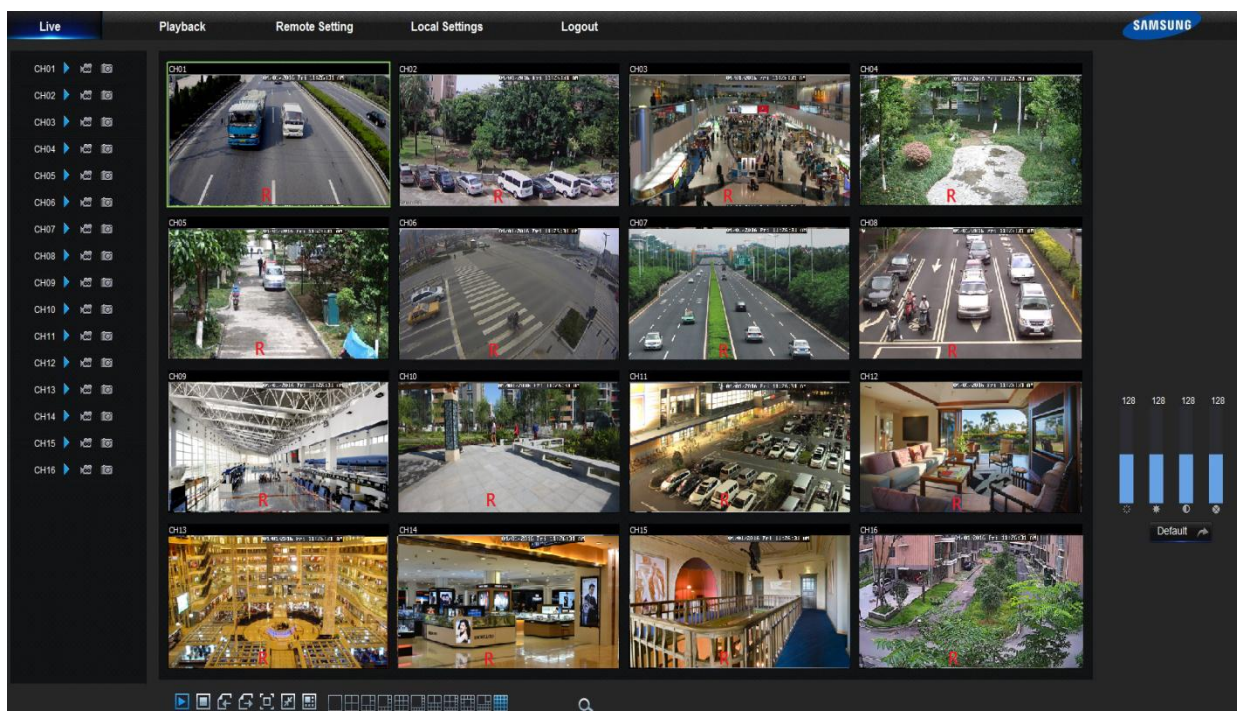 Live Playback Remote Setting Local Settings Logout SAMSUNG
CH01
CH02
CH03
CH04
CH05
CH06
CH07
CH08
CH09
CH10
CH11
CH12
CH13
CH14
CH15
CH16
CH01 CH02 CH03 CH04
R R R R
CH05 CH06 CH07 CH08
R R R R
CH09 CH10 CH11 CH12
R R R R
CH13 CH14 CH15 CH16
R R R R
128 128 128 128
Default